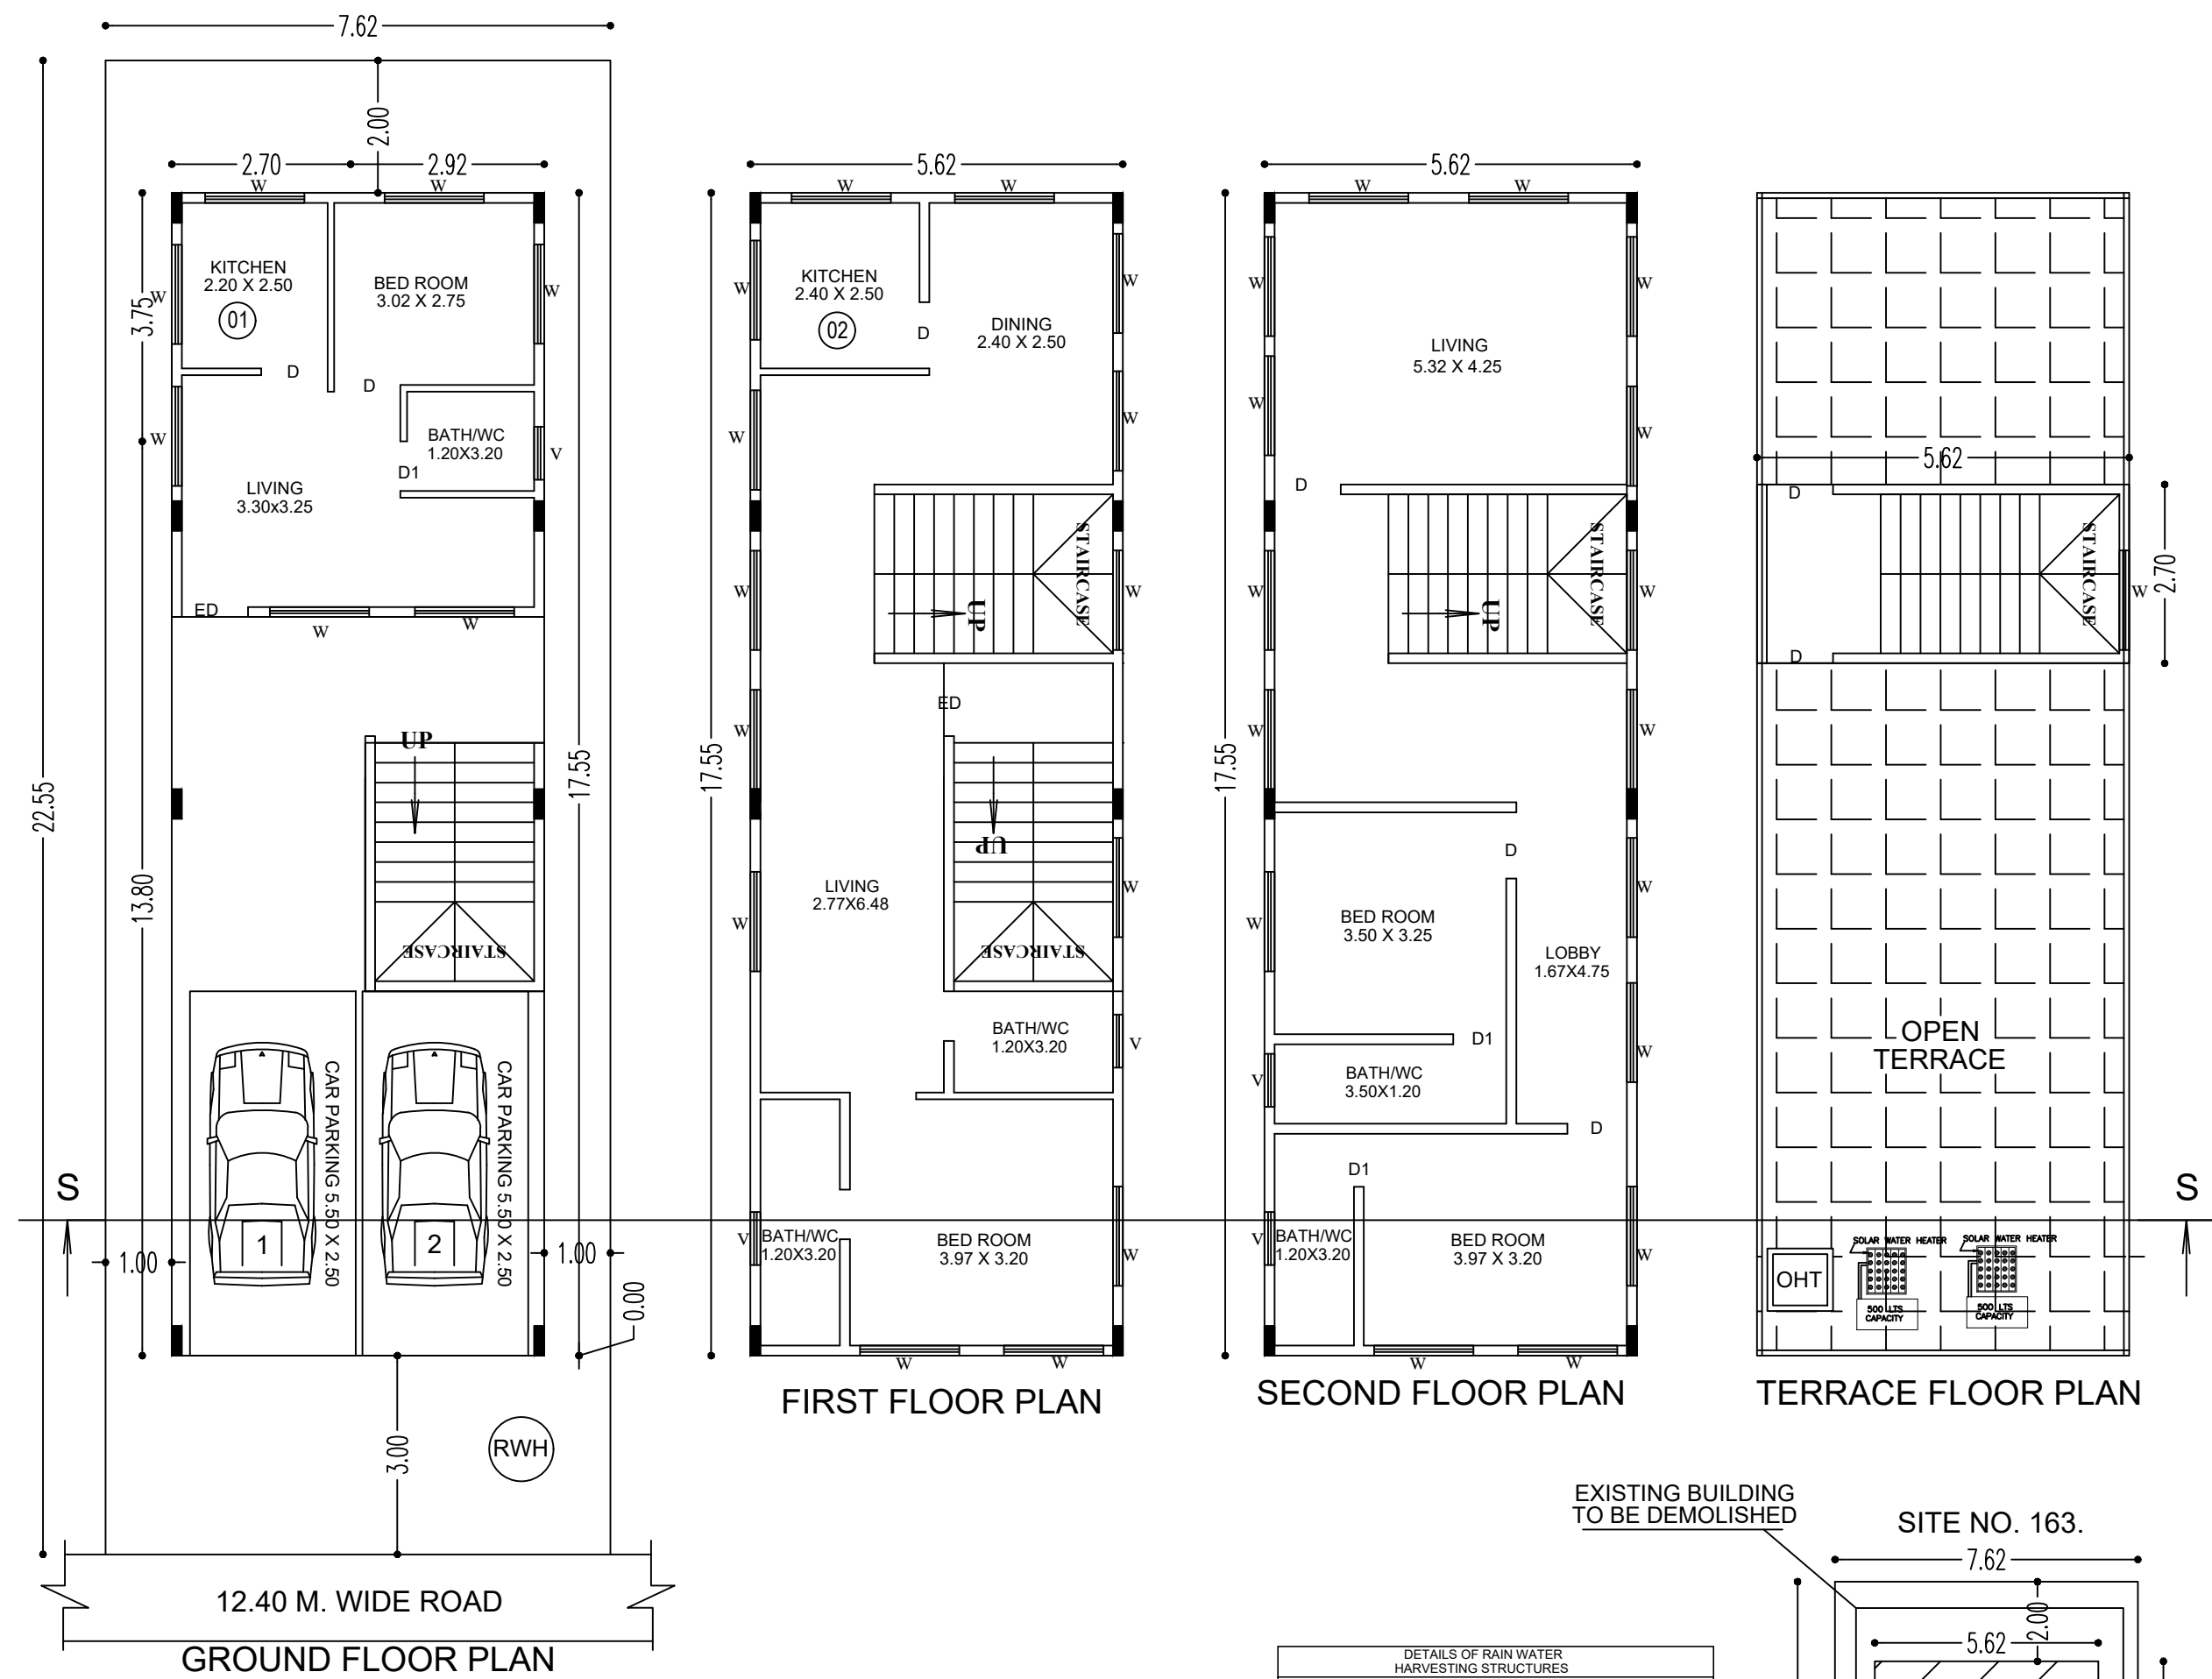 7.62
2.00
2.70
2.92
W
W
22.55
3.75
13.80
17.55
KITCHEN
2.20 X 2.50
01
BED ROOM
3.02 X 2.75
W
W
D
D
W
BATH/WC
1.20X3.20
V
D1
LIVING
3.30x3.25
ED
W
W
UP
STAIRCASE
CAR PARKING 5.50 X 2.50
CAR PARKING 5.50 X 2.50
1
2
S
1.00
1.00
0.00
3.00
RWH
12.40 M. WIDE ROAD
GROUND FLOOR PLAN
5.62
W
W
17.55
KITCHEN
2.40 X 2.50
02
D
DINING
2.40 X 2.50
W
W
W
W
STAIRCASE
UP
W
W
ED
W
UP
LIVING
2.77X6.48
W
W
STAIRCASE
BATH/WC
1.20X3.20
V
V
BATH/WC
1.20X3.20
BED ROOM
3.97 X 3.20
W
W
W
FIRST FLOOR PLAN
5.62
W
W
17.55
W
W
LIVING
5.32 X 4.25
W
W
D
STAIRCASE
UP
W
W
W
W
D
BED ROOM
3.50 X 3.25
W
W
LOBBY
1.67X4.75
D1
W
BATH/WC
3.50X1.20
V
D
D1
V
BATH/WC
1.20X3.20
BED ROOM
3.97 X 3.20
W
W
W
SECOND FLOOR PLAN
5.62
D
STAIRCASE
W
2.70
D
OPEN
TERRACE
S
SOLAR WATER HEATER
SOLAR WATER HEATER
OHT
500 LTS
CAPACITY
500 LTS
CAPACITY
TERRACE FLOOR PLAN
EXISTING BUILDING
TO BE DEMOLISHED
SITE NO. 163.
7.62
2.00
5.62
DETAILS OF RAIN WATER
HARVESTING STRUCTURES